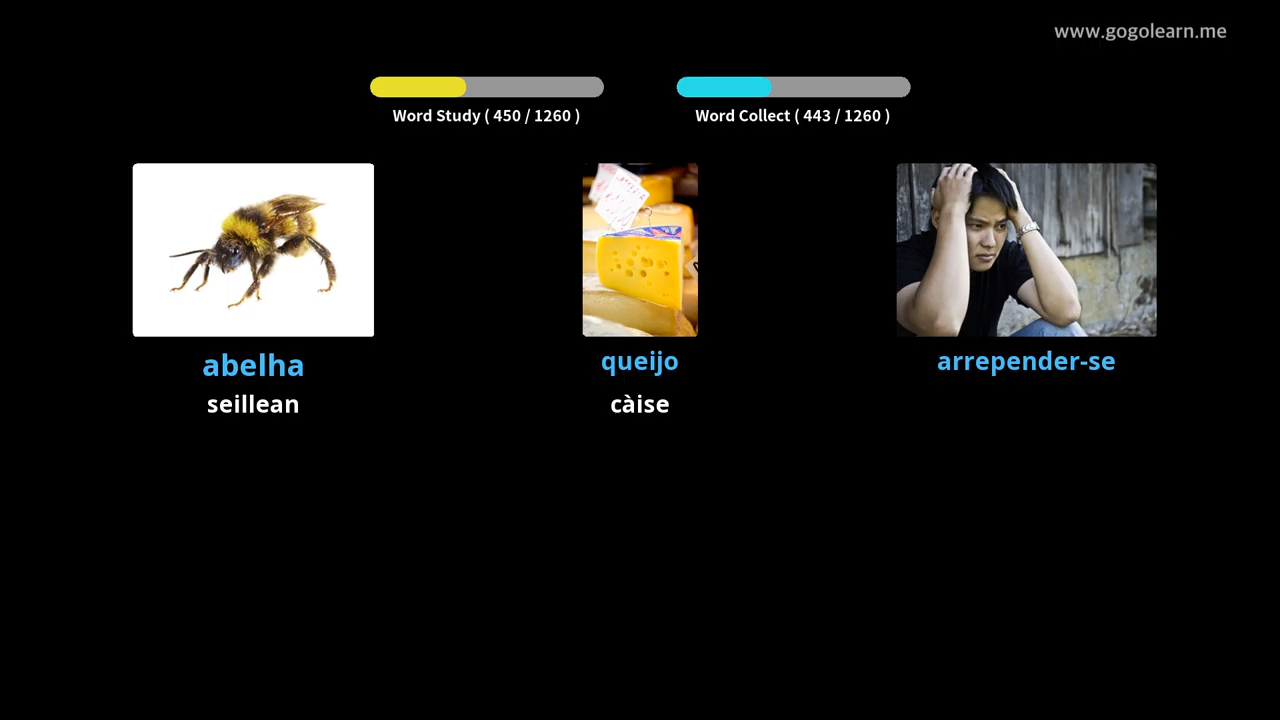 www.gogolearn.me
Word Study ( 450 / 1260 )
Word Collect ( 443 / 1260 )
abelha
queijo
arrepender-se
seillean
càise